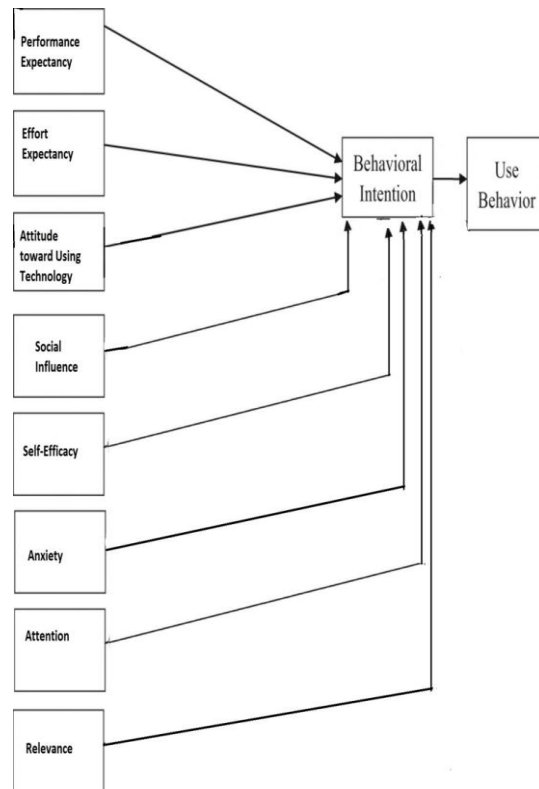 Performance
Expectancy
Effort
Expectancy
Behavioral
Intention
Use
Behavior
Attitude
toward Using
Technology
Social
Influence
Self-Efficacy
Anxiety
Attention
Relevance